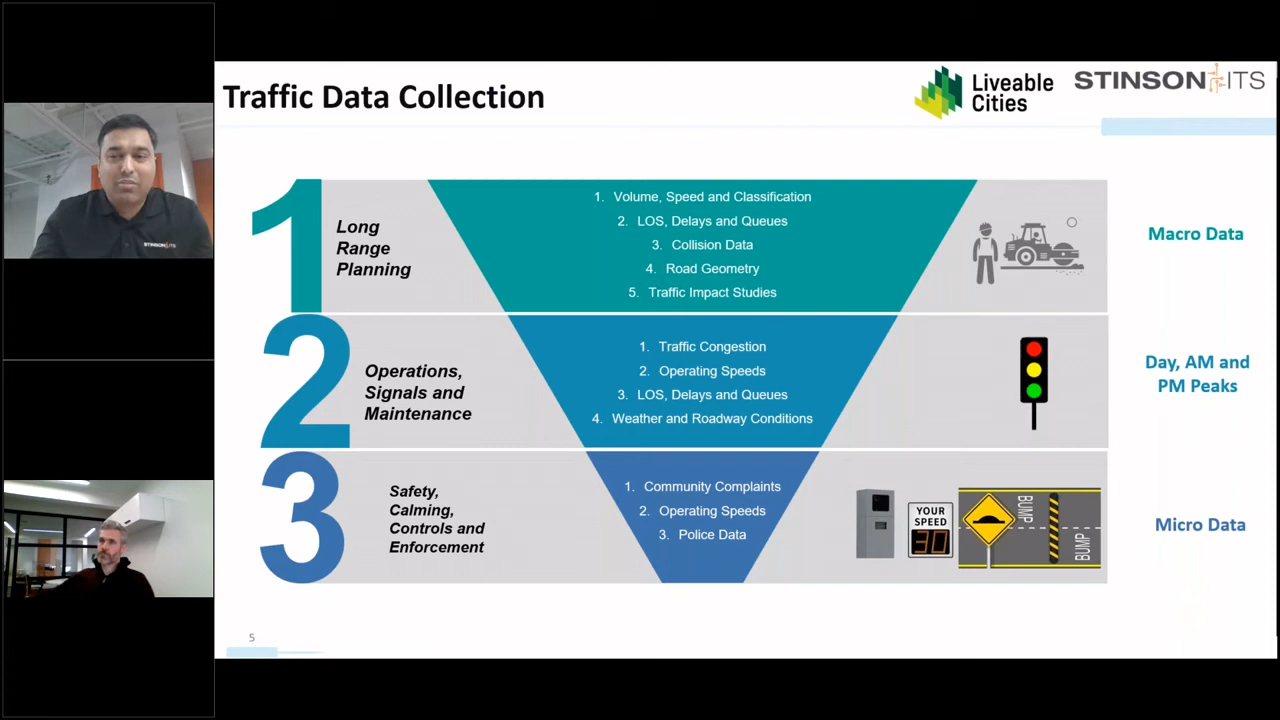 Traffic Data Collection
Liveable
Cities
STINSON ITS
Long
Range
Planning
1
1. Volume, Speed and Classification
2. LOS, Delays and Queues
3. Collision Data
4. Road Geometry
5. Traffic Impact Studies
Macro Data
2
Operations,
Signals and
Maintenance
1. Traffic Congestion
2. Operating Speeds
3. LOS, Delays and Queues
4. Weather and Roadway Conditions
Day, AM and
PM Peaks
3
Safety,
Calming,
Controls and
Enforcement
1. Community Complaints
2. Operating Speeds
3. Police Data
YOUR
SPEED
30
BUMP
BUMP
Micro Data
5
STINSON ITS